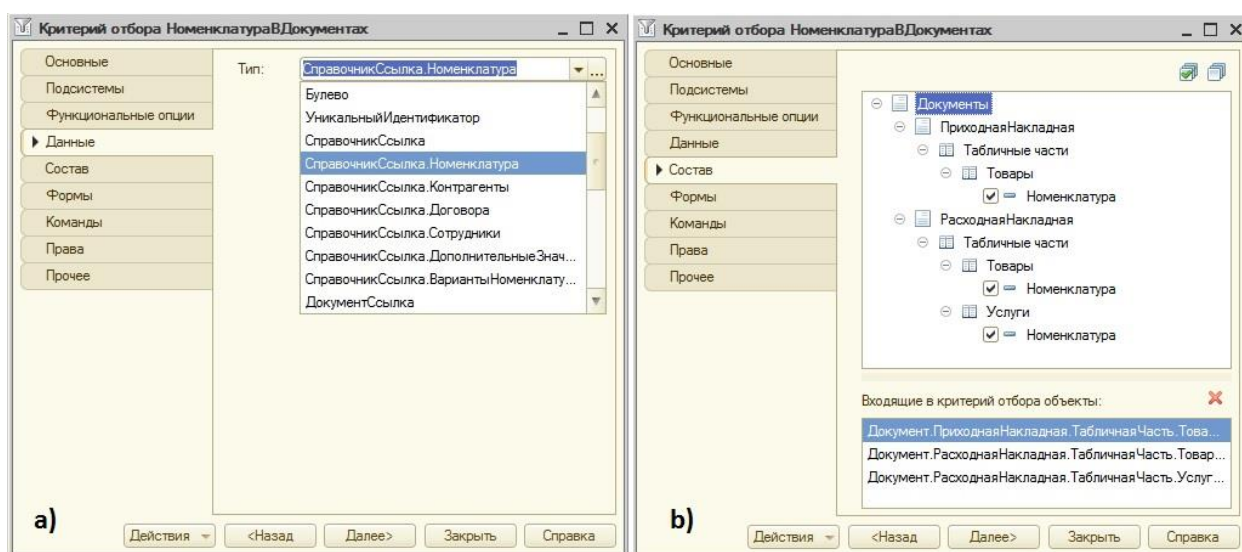 Критерий отбора НоменклатураВДокументах
Основные
Подсистемы
Функциональные опции
Данные
Состав
Формы
Команды
Права
Прочее
Тип:
СправочникСсылка.Номенклатура
Булево
УникальныйИдентификатор
СправочникСсылка
СправочникСсылка.Номенклатура
СправочникСсылка.Контрагенты
СправочникСсылка.Договора
СправочникСсылка.Сотрудники
СправочникСсылка.ДополнительныеЗнач...
СправочникСсылка.ВариантыНоменклату...
ДокументСсылка
a)
Действия <Назад Далее> Закрыть Справка
Критерий отбора НоменклатураВДокументах
Основные
Подсистемы
Функциональные опции
Данные
Состав
Формы
Команды
Права
Прочее
Документы
ПриходнаяНакладная
Табличные части
Товары
Номенклатура
РасходнаяНакладная
Табличные части
Товары
Номенклатура
Услуги
Номенклатура
Входящие в критерий отбора объекты:
Документ.ПриходнаяНакладная.ТабличнаяЧасть.Това...
Документ.РасходнаяНакладная.ТабличнаяЧасть.Товар...
Документ.РасходнаяНакладная.ТабличнаяЧасть.Услуг...
b)
Действия <Назад Далее> Закрыть Справка